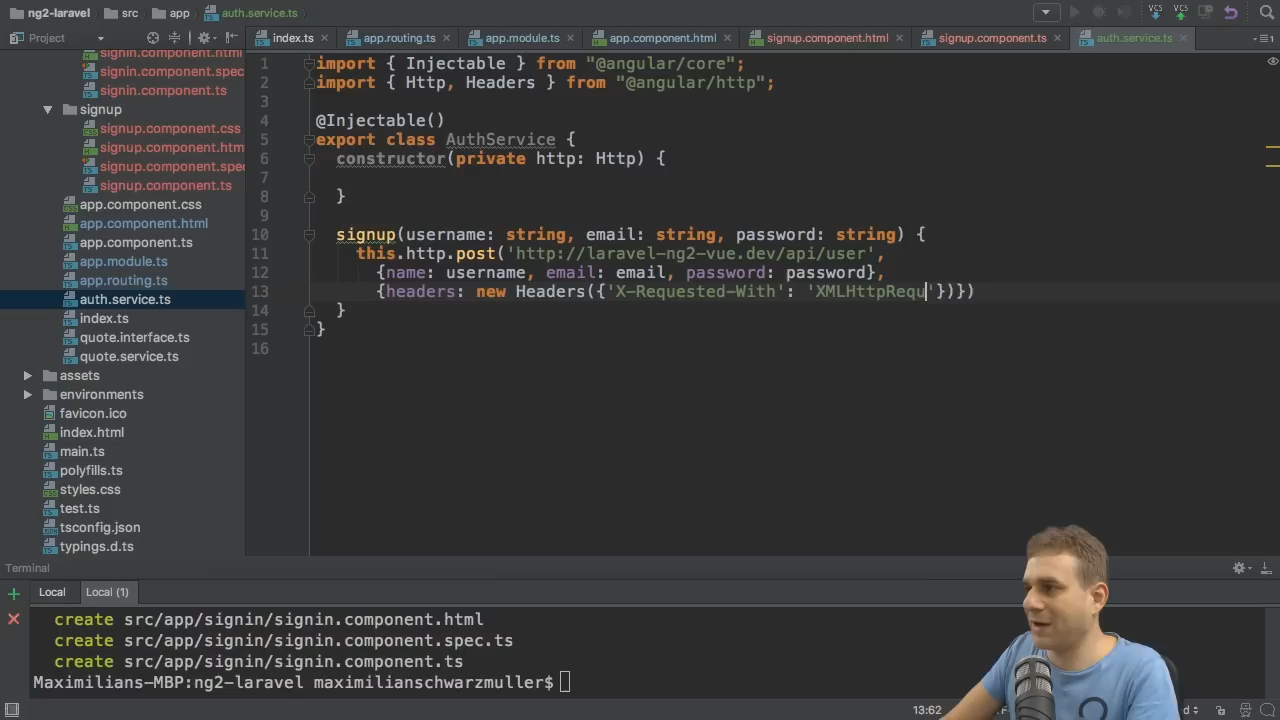 ng2-laravel src app auth.service.ts
Project index.ts app.routing.ts app.module.ts app.component.html signup.component.html signup.component.ts auth.service.ts
signin.component.html
signin.component.spec
signin.component.ts
signup
signup.component.css
signup.component.htm
signup.component.spe
signup.component.ts
app.component.css
app.component.html
app.component.ts
app.module.ts
app.routing.ts
auth.service.ts
index.ts
quote.interface.ts
quote.service.ts
assets
environments
favicon.ico
index.html
main.ts
polyfills.ts
styles.css
test.ts
tsconfig.json
typings.d.ts
1 import { Injectable } from "@angular/core";
2 import { Http, Headers } from "@angular/http";
3
4 @Injectable()
5 export class AuthService {
6 constructor(private http: Http) {
7
8 }
9
10 signup(username: string, email: string, password: string) {
11 this.http.post('http://laravel-ng2-vue.dev/api/user',
12 {name: username, email: email, password: password},
13 {headers: new Headers({'X-Requested-With': 'XMLHttpRequ'})})
14 }
15 }
16
Terminal
Local Local (1)
create src/app/signin/signin.component.html
create src/app/signin/signin.component.spec.ts
create src/app/signin/signin.component.ts
Maximilians-MBP:ng2-laravel maximilianschwarzmuller$
13:62